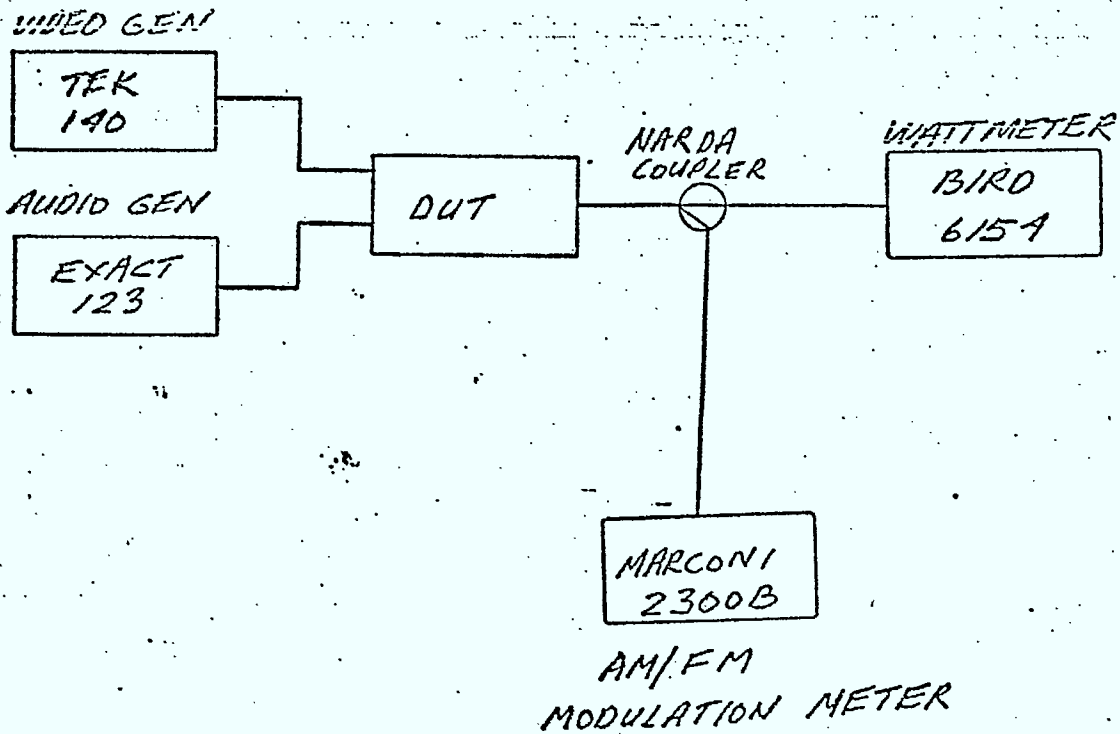 VIDEO GEN
TEK
140
AUDIO GEN
EXACT
123
DUT
NARDA
COUPLER
WATTMETER
BIRD
6154
MARCONI
2300B
AM/FM
MODULATION METER